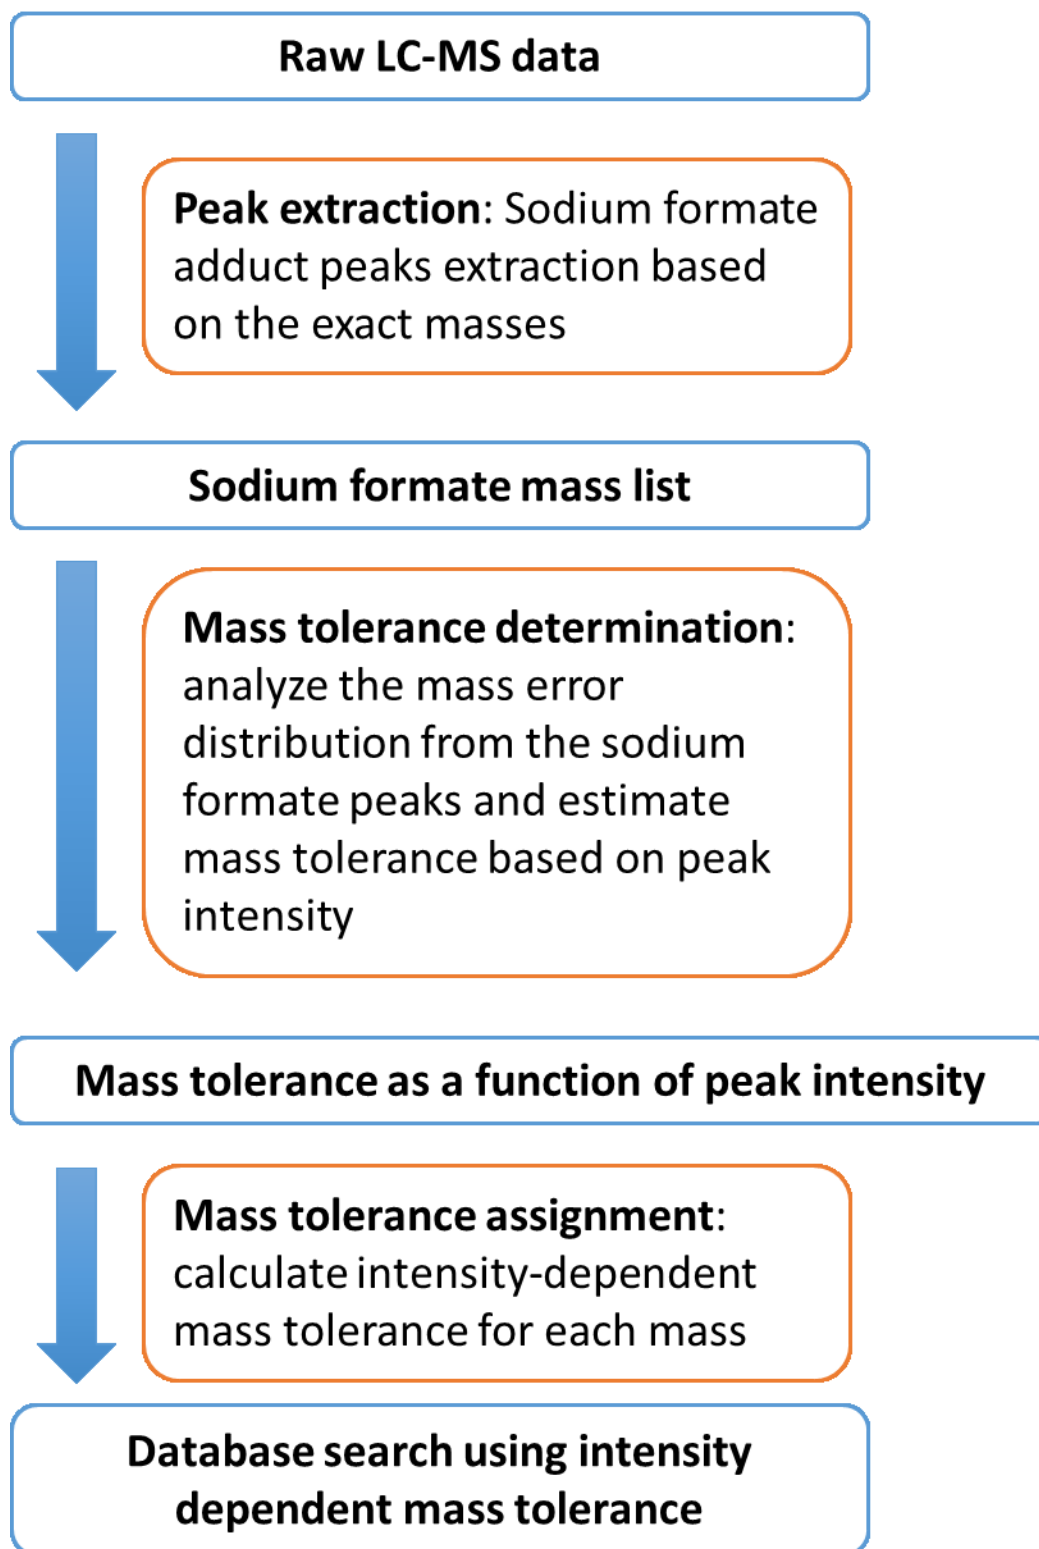 Raw LC-MS data
Peak extraction: Sodium formate
adduct peaks extraction based
on the exact masses
Sodium formate mass list
Mass tolerance determination:
analyze the mass error
distribution from the sodium
formate peaks and estimate
mass tolerance based on peak
intensity
Mass tolerance as a function of peak intensity
Mass tolerance assignment:
calculate intensity-dependent
mass tolerance for each mass
Database search using intensity
dependent mass tolerance